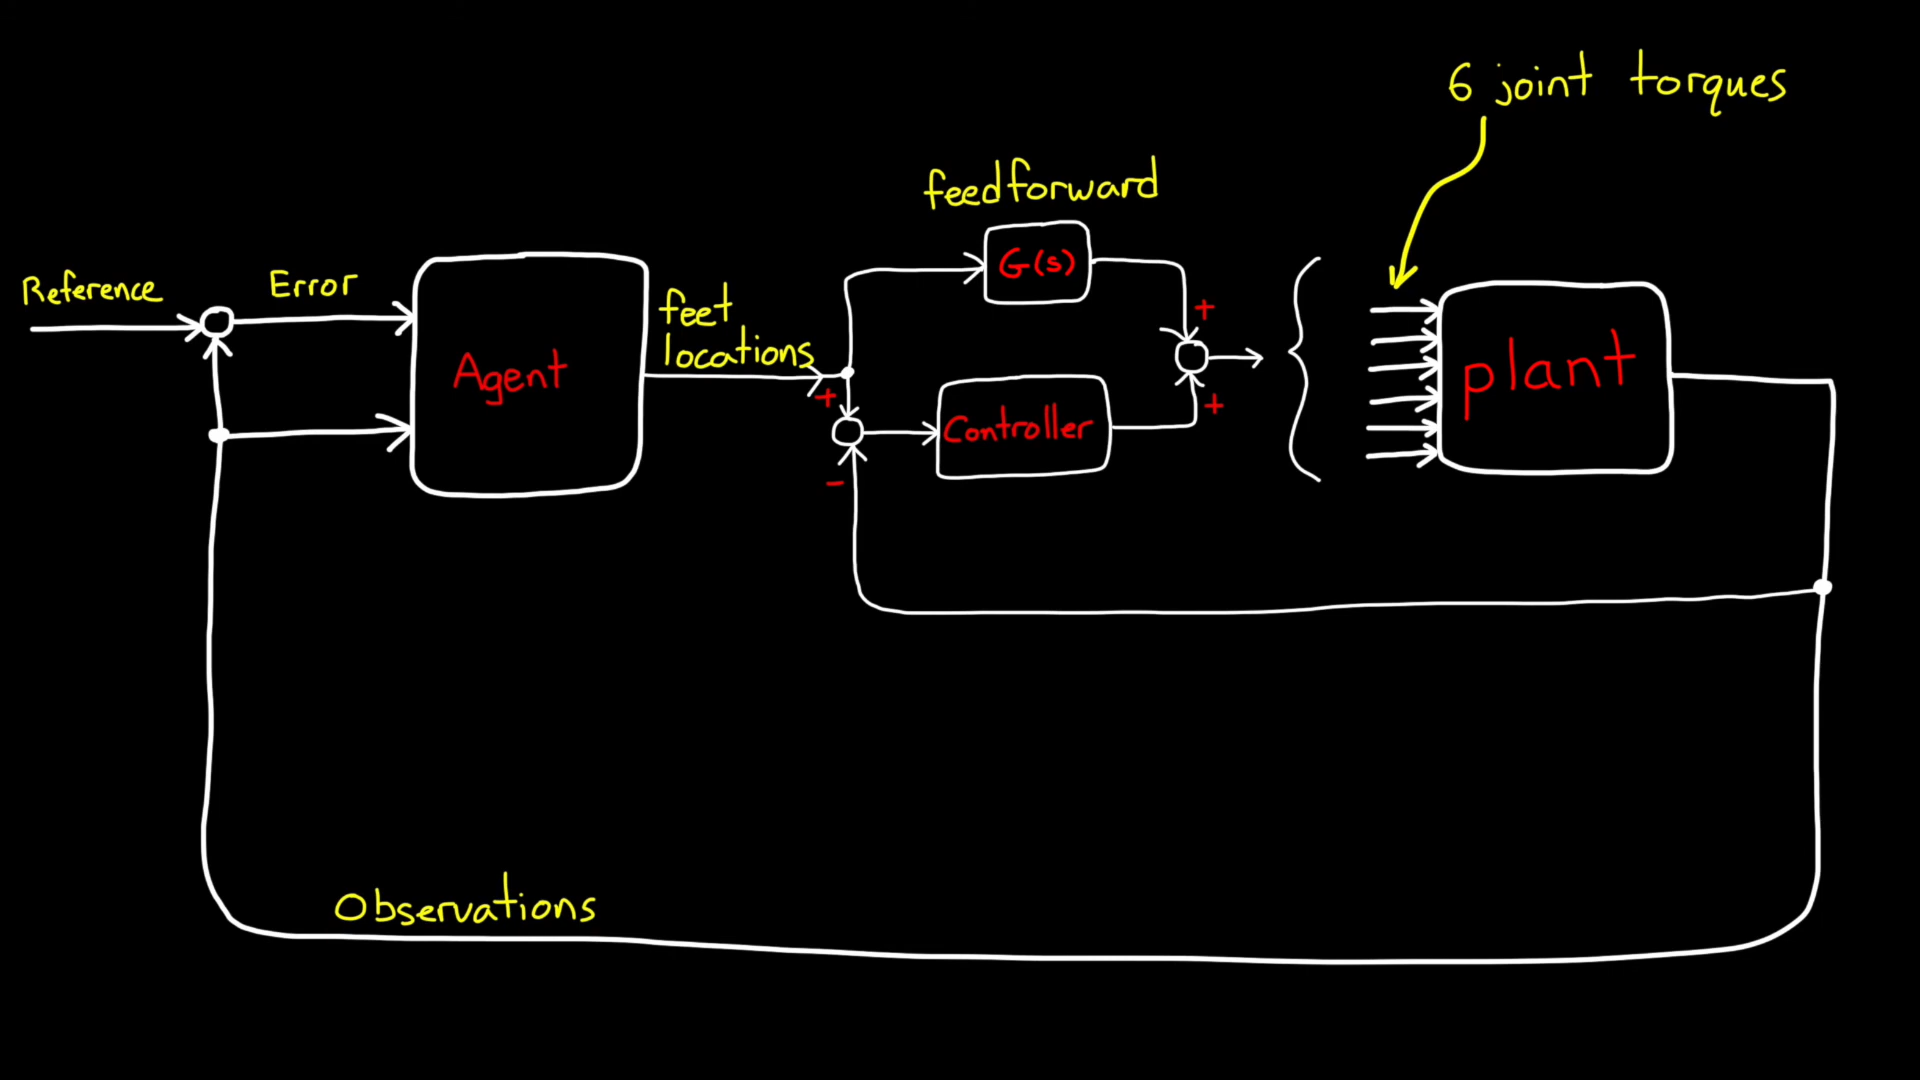 6 joint torques
feedforward
G(s)
Reference
Error
feet
locations
Agent
+
+
plant
Controller
+
-
Observations